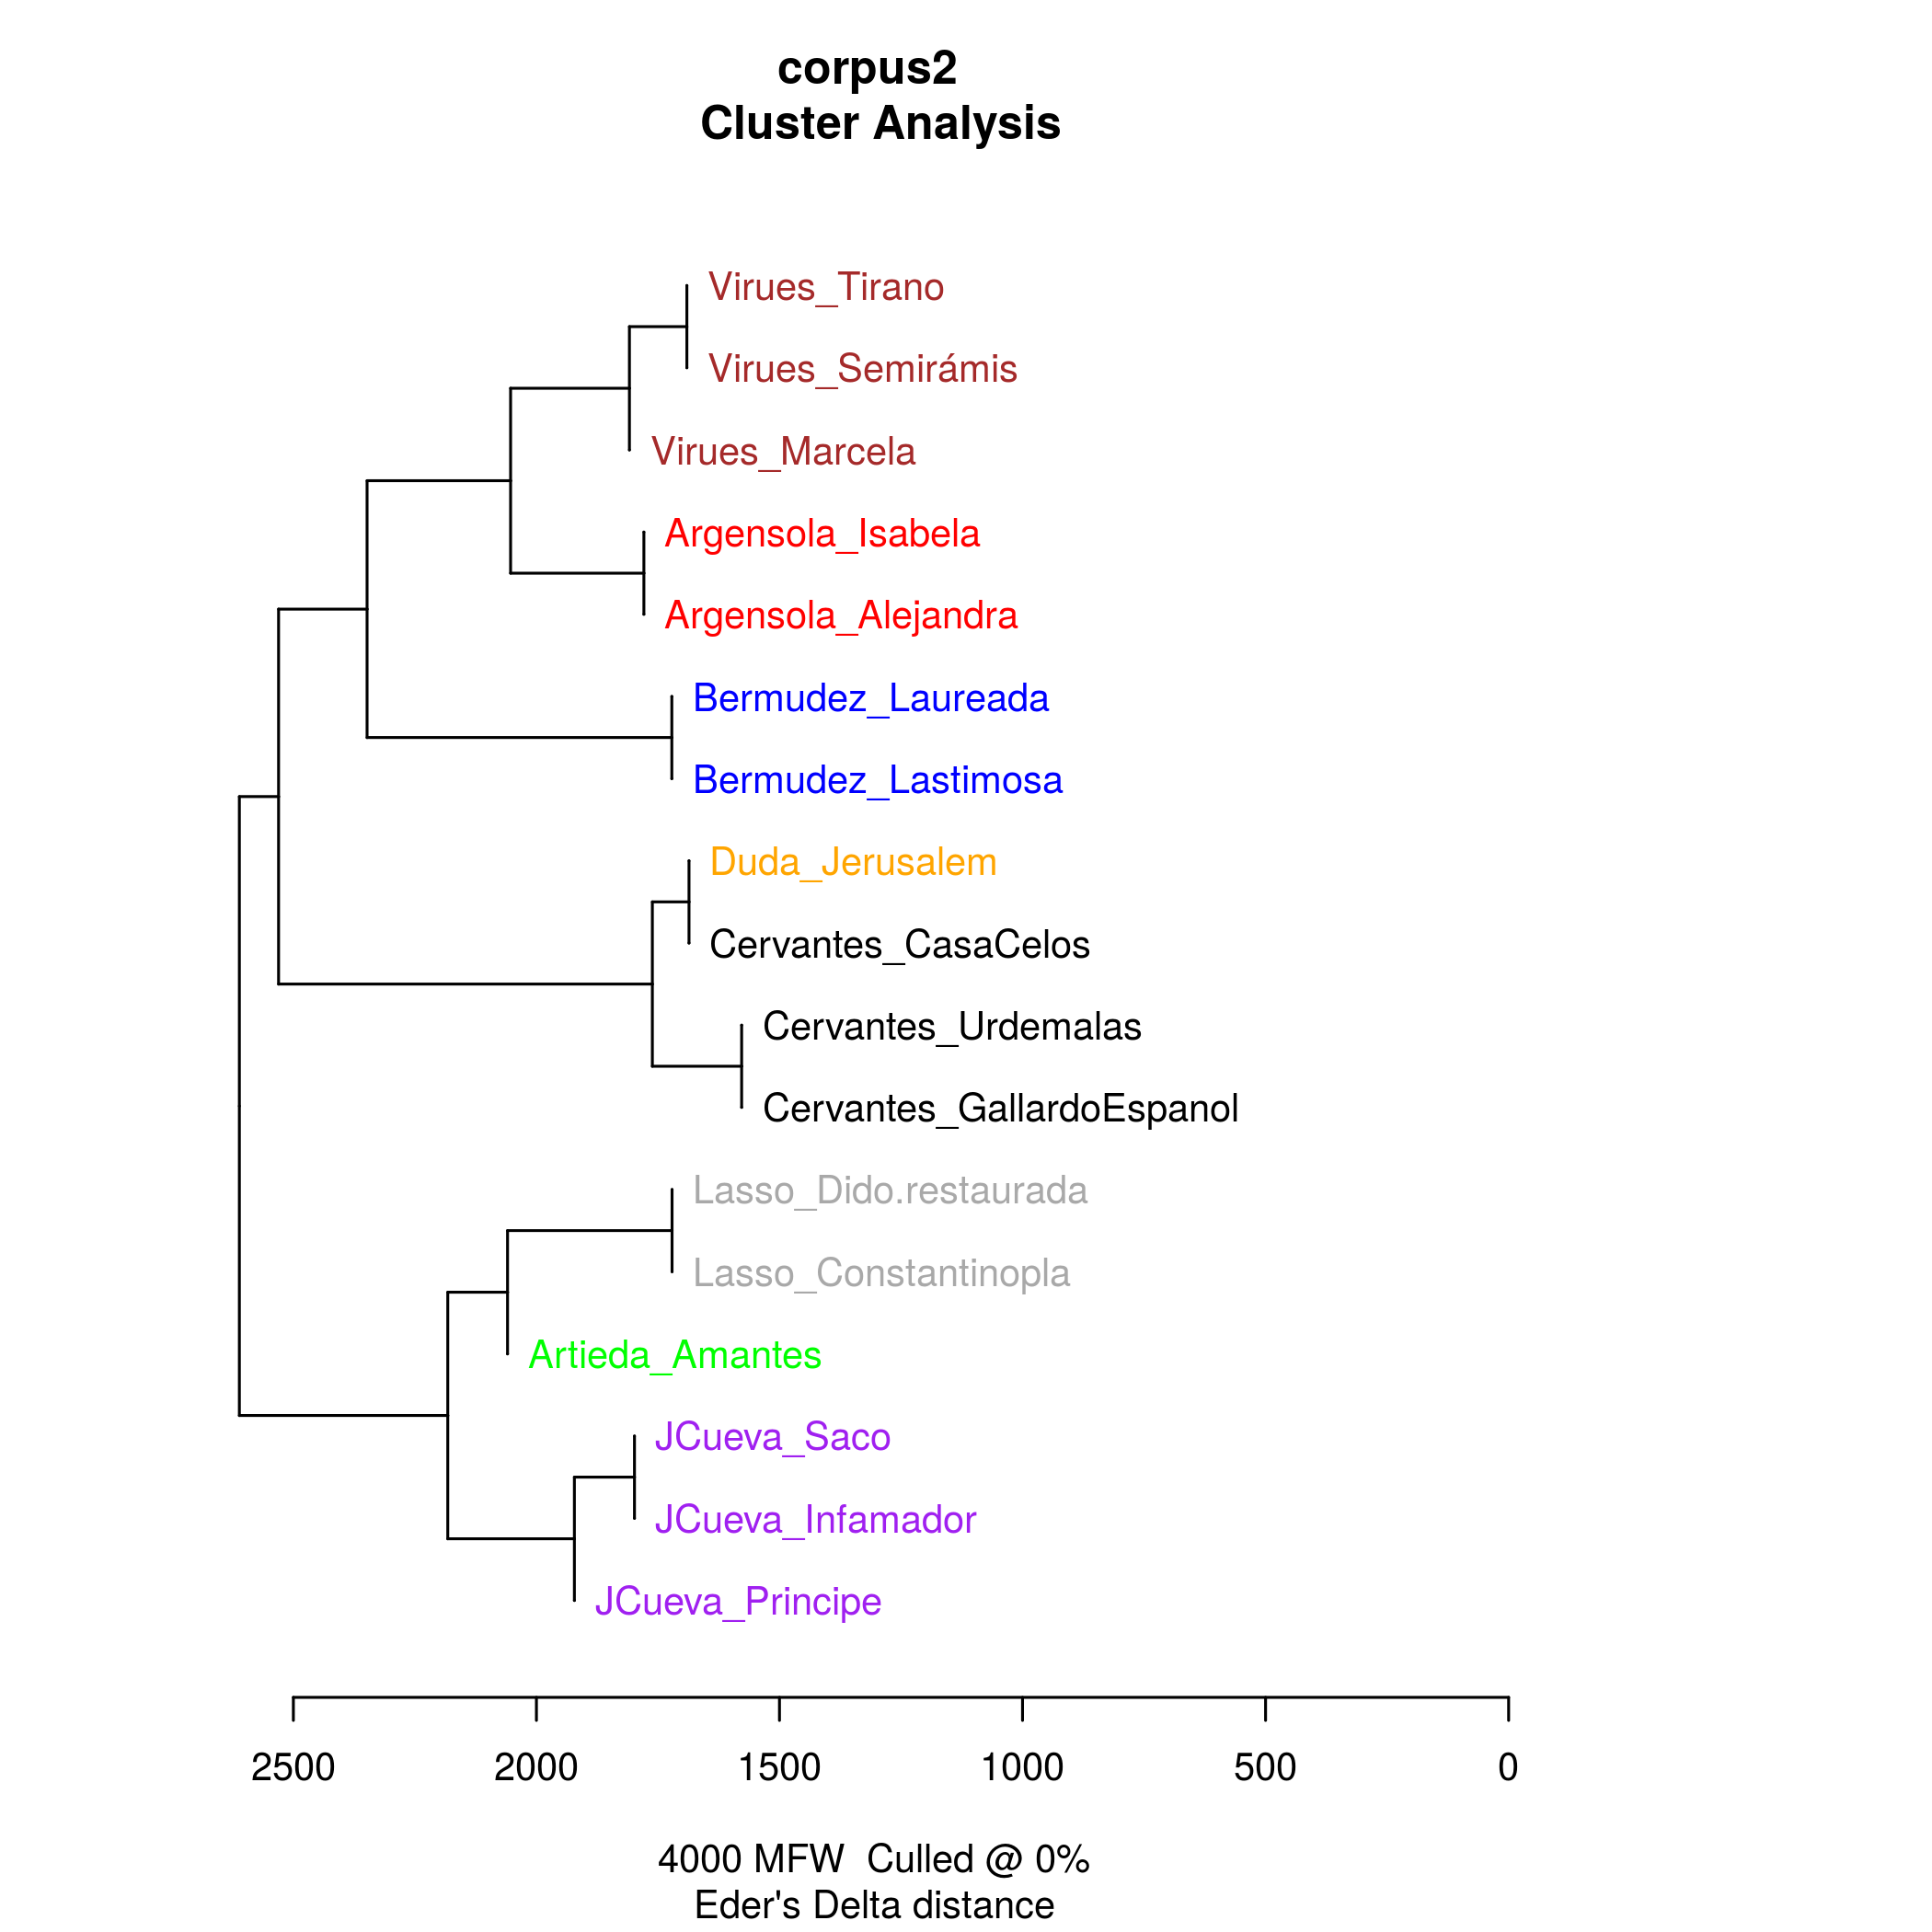 corpus2
Cluster Analysis
Virues_Tirano
Virues_Semirámis
Virues_Marcela
Argensola_Isabela
Argensola_Alejandra
Bermudez_Laureada
Bermudez_Lastimosa
Duda_Jerusalem
Cervantes_CasaCelos
Cervantes_Urdemalas
Cervantes_GallardoEspanol
Lasso_Dido.restaurada
Lasso_Constantinopla
Artieda_Amantes
JCueva_Saco
JCueva_Infamador
JCueva_Principe
2500 2000 1500 1000 500 0
4000 MFW  Culled @ 0%
Eder's Delta distance